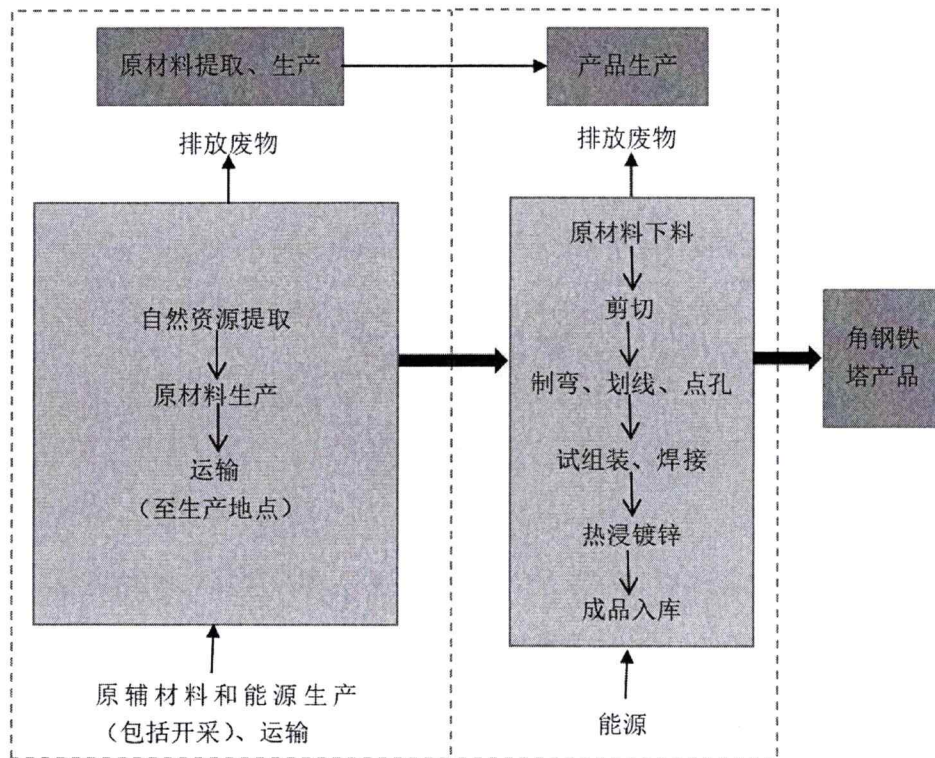 原材料提取、生产
产品生产
排放废物
排放废物
自然资源提取
原材料生产
运输
（至生产地点）
原材料下料
剪切
制弯、划线、点孔
试组装、焊接
热浸镀锌
成品入库
角钢铁
塔产品
原辅材料和能源生产
（包括开采）、运输
能源